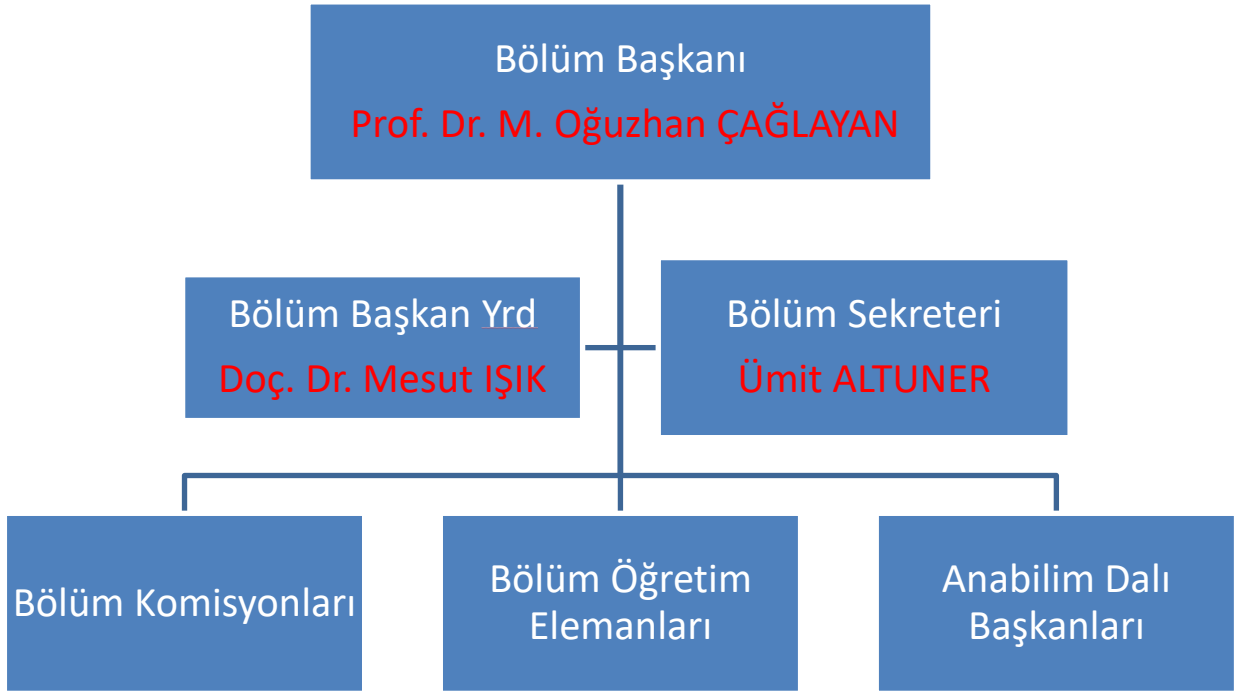 Bölüm Başkanı
Prof. Dr. M. Oğuzhan ÇAĞLAYAN
Bölüm Başkan Yrd
Doç. Dr. Mesut IŞIK
Bölüm Sekreteri
Ümit ALTUNER
Bölüm Komisyonları
Bölüm Öğretim
Elemanları
Anabilim Dalı
Başkanları